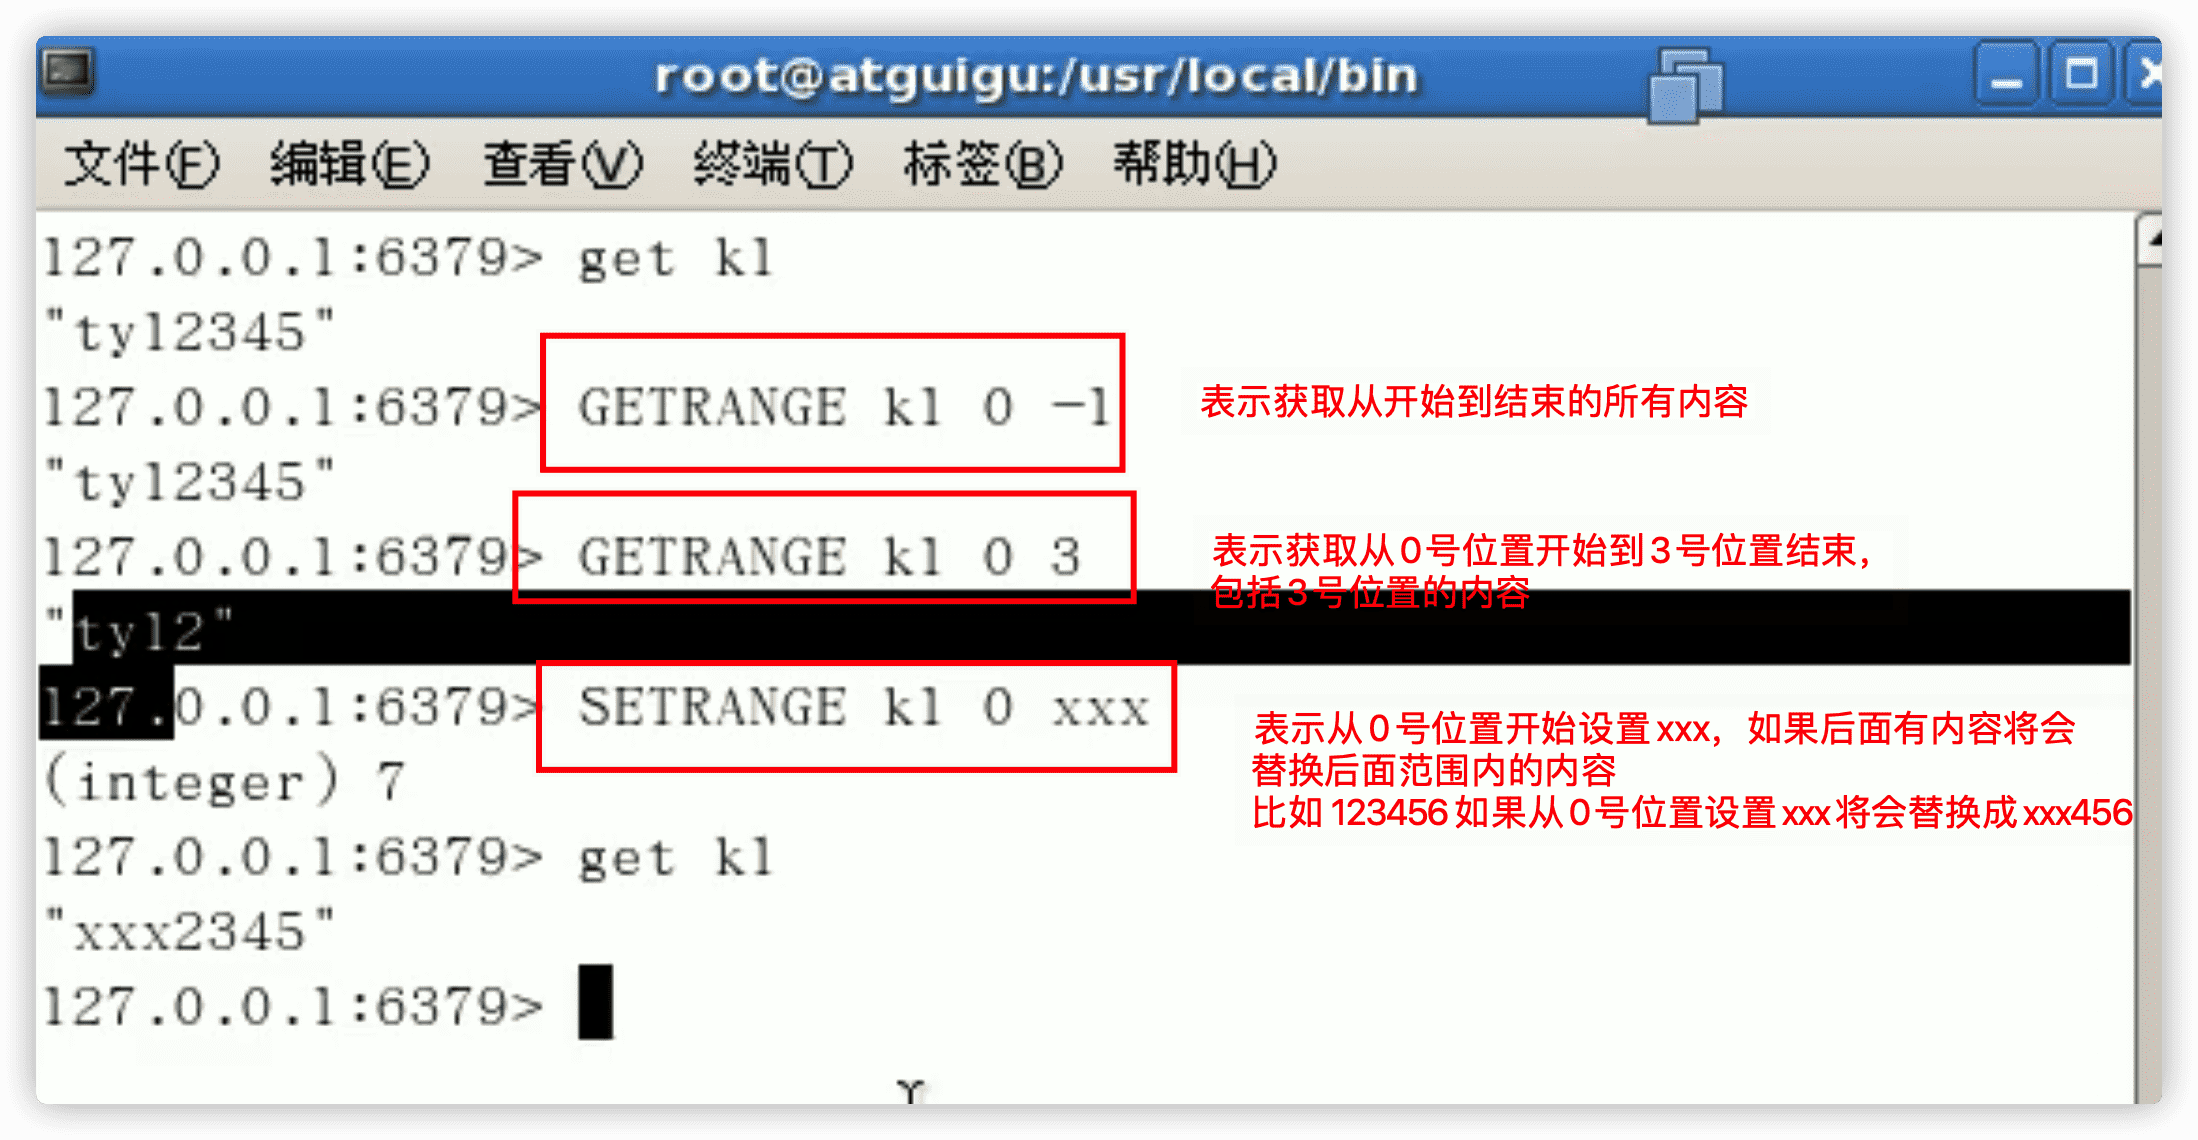 root@atguigu:/usr/local/bin
文件(F) 编辑(E) 查看(V) 终端(T) 标签(B) 帮助(H)
127.0.0.1:6379> get k1
"ty12345"
127.0.0.1:6379> GETRANGE k1 0 -1
表示获取从开始到结束的所有内容
"ty12345"
127.0.0.1:6379> GETRANGE k1 0 3
表示获取从0号位置开始到3号位置结束，
包括3号位置的内容
"ty12"
127.0.0.1:6379> SETRANGE k1 0 xxx
表示从0号位置开始设置xxx，如果后面有内容将会
替换后面范围内的内容
比如123456如果从0号位置设置xxx将会替换成xxx456
(integer) 7
127.0.0.1:6379> get k1
"xxx2345"
127.0.0.1:6379>